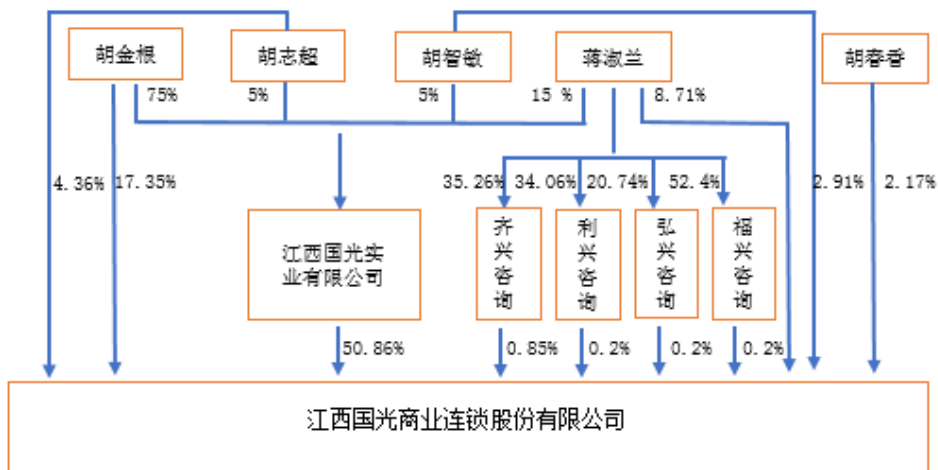 胡金根
胡志超
胡智敏
蒋淑兰
胡春香
75%
5%
5%
15 %
8.71%
4.36%
17.35%
35.26%
34.06%
20.74%
52.4%
2.91%
2.17%
江西国光实
业有限公司
齐兴咨询
利兴咨询
弘兴咨询
福兴咨询
50.86%
0.85%
0.2%
0.2%
0.2%
江西国光商业连锁股份有限公司